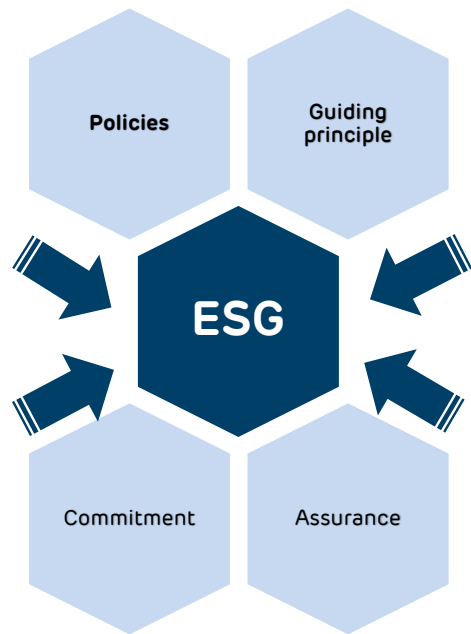 Policies
Guiding
principle
ESG
Commitment
Assurance